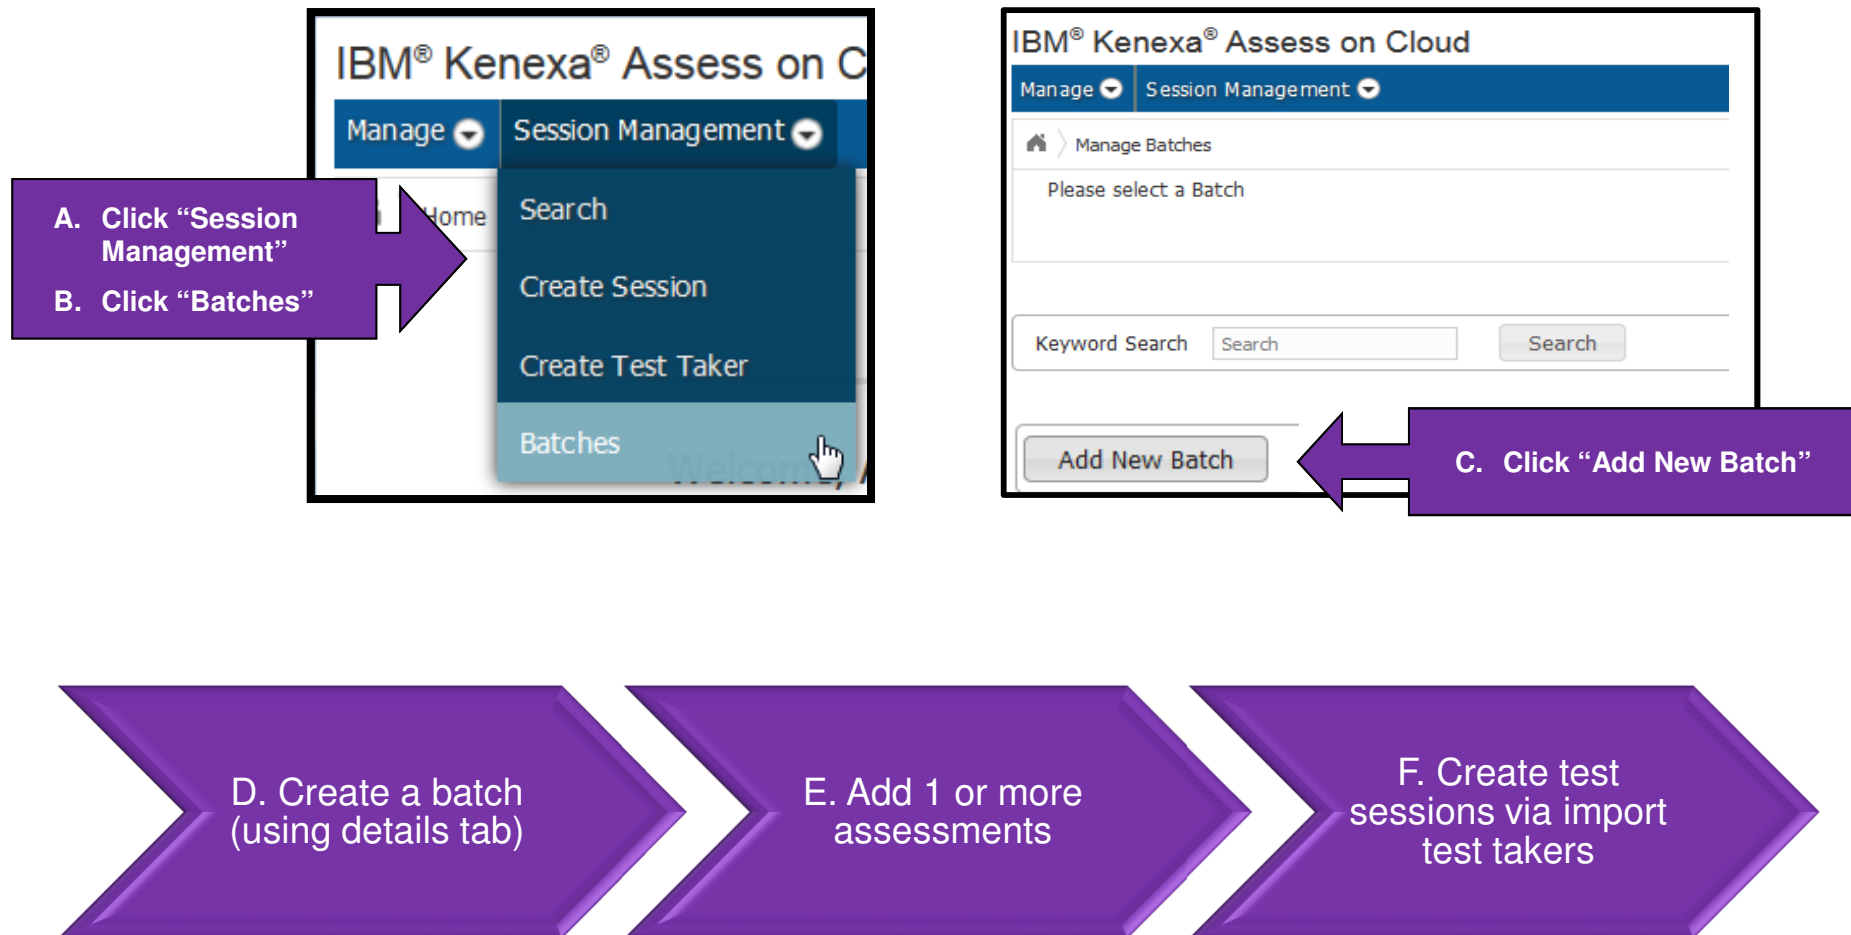 IBM® Kenexa® Assess on C
Manage
Session Management
Home
Search
Create Session
Create Test Taker
Batches
Welcome, A
A. Click “Session
Management”
B. Click “Batches”
IBM® Kenexa® Assess on Cloud
Manage
Session Management
Manage Batches
Please select a Batch
Keyword Search
Search
Search
Add New Batch
C. Click “Add New Batch”
D. Create a batch
(using details tab)
E. Add 1 or more
assessments
F. Create test
sessions via import
test takers